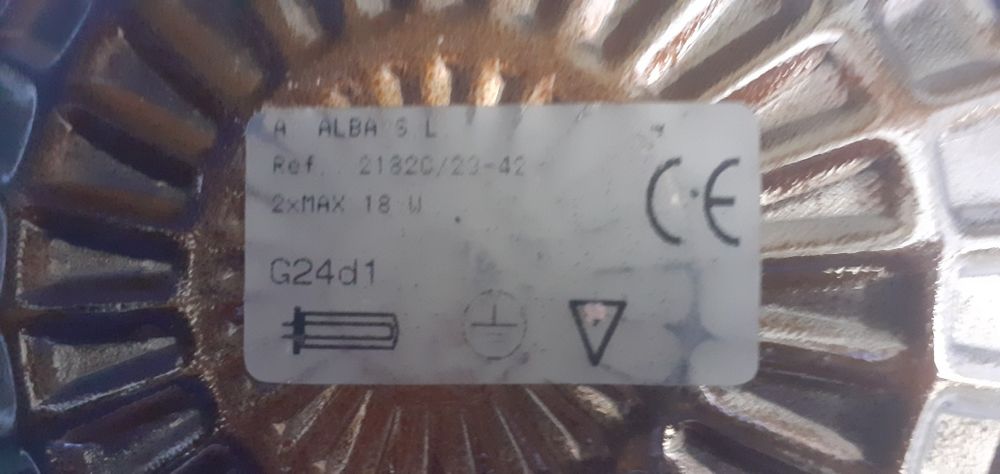 A ALBA S L
Ref. 2182C/23-42
2xMAX 18 W
CE
G24d1